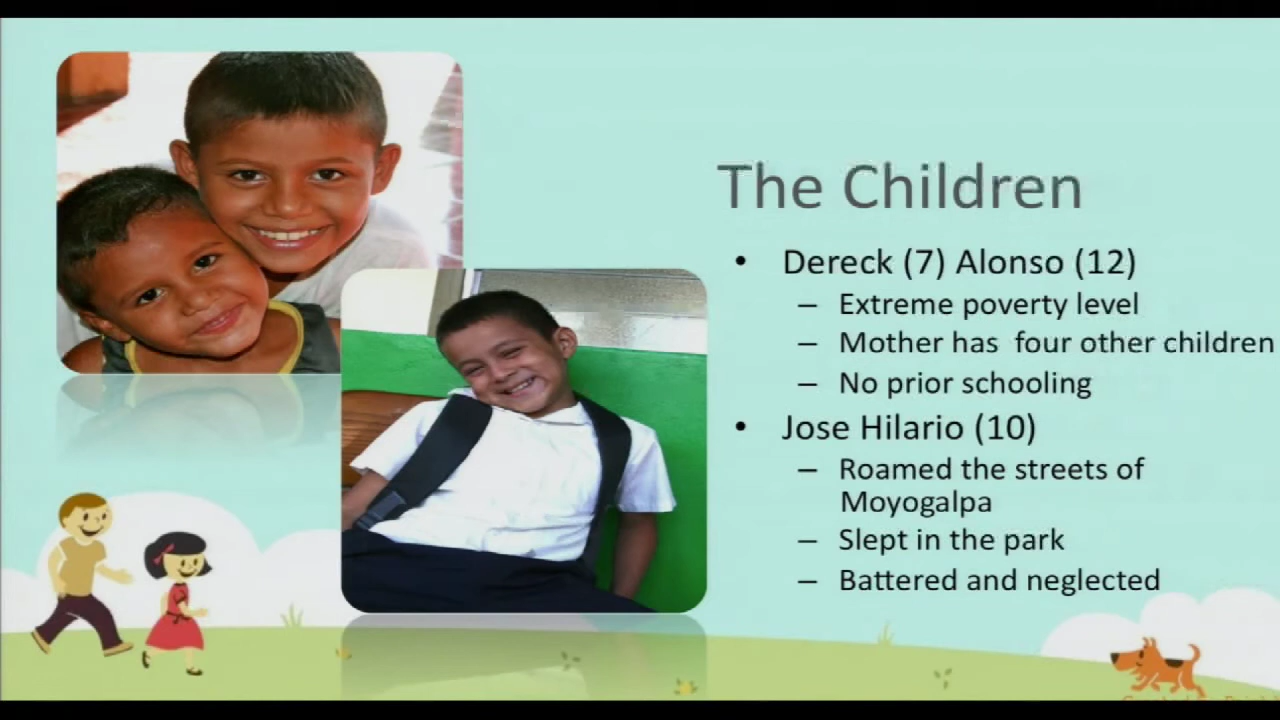 The Children
• Dereck (7) Alonso (12)
– Extreme poverty level
– Mother has four other children
– No prior schooling
• Jose Hilario (10)
– Roamed the streets of
Moyogalpa
– Slept in the park
– Battered and neglected